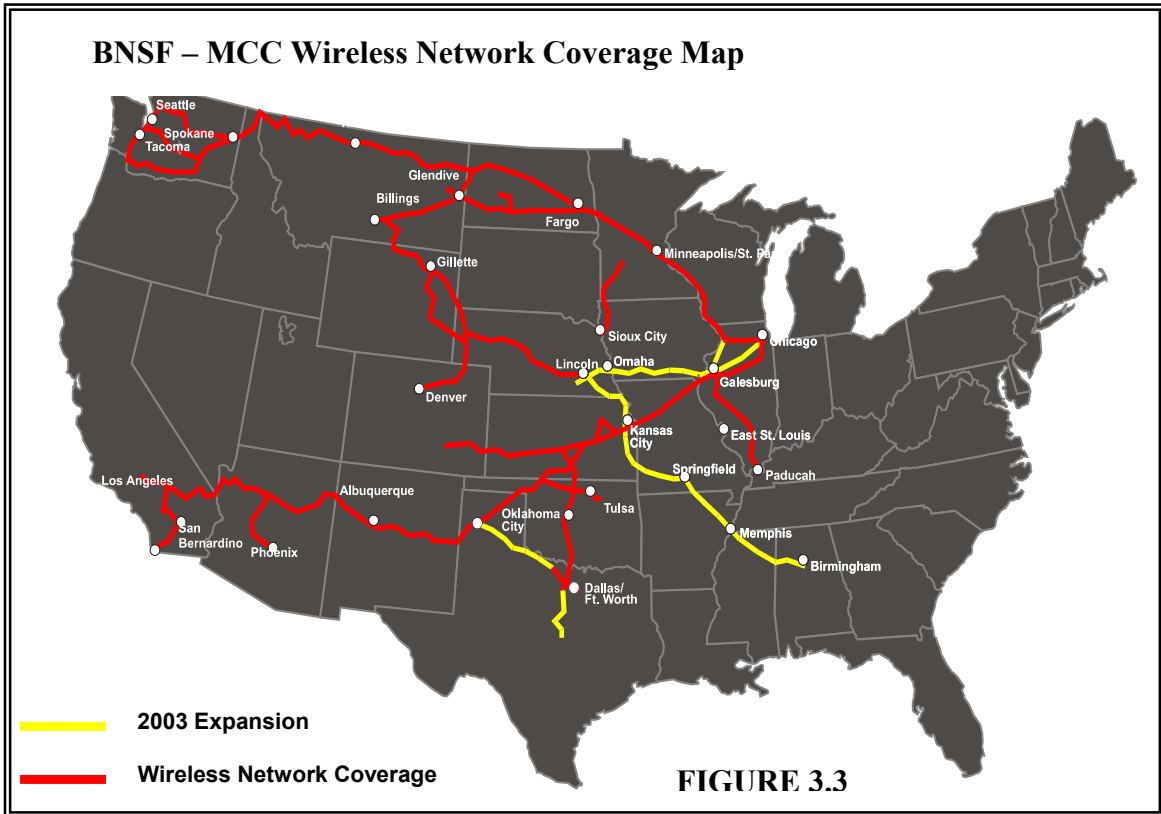 BNSF – MCC Wireless Network Coverage Map
Seattle
Spokane
Tacoma
Glendive
Billings
Fargo
Minneapolis/St. Pa
Gillette
Sioux City
Chicago
Lincoln
Omaha
Galesburg
Denver
Kansas
City
East St. Louis
Springfield
Paducah
Los Angeles
Albuquerque
Tulsa
Oklahoma
City
San
Bernardino
Phoenix
Memphis
Birmingham
Dallas/
Ft. Worth
2003 Expansion
Wireless Network Coverage
FIGURE 3.3